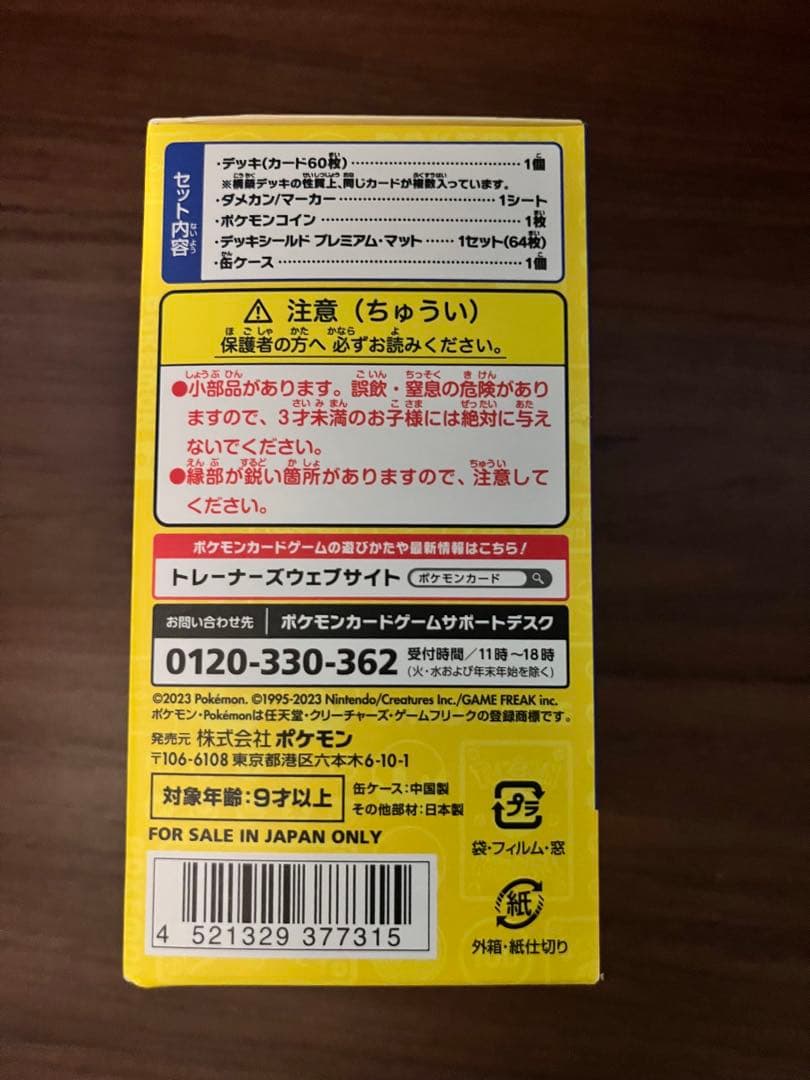 セット内容
・デッキ(カード60枚)……………………1個
※構築デッキの性質上、同じカードが複数入っています。
・ダメカン/マーカー……………………1シート
・ポケモンコイン……………………1枚
・デッキシールド プレミアム・マット……1セット(64枚)
・缶ケース……………………1個
⚠ 注意（ちゅうい）
保護者の方へ 必ずお読みください。
●小部品があります。誤飲・窒息の危険があり
ますので、3才未満のお子様には絶対に与え
ないでください。
●縁部が鋭い箇所がありますので、注意して
ください。
ポケモンカードゲームの遊びかたや最新情報はこちら!
トレーナーズウェブサイト ポケモンカード
お問い合わせ先 ポケモンカードゲームサポートデスク
0120-330-362 受付時間/11時~18時
(火・水および年末年始を除く)
©2023 Pokémon. ©1995-2023 Nintendo/Creatures Inc./GAME FREAK inc.
ポケモン・Pokémonは任天堂・クリーチャーズ・ゲームフリークの登録商標です。
発売元 株式会社 ポケモン
〒106-6108 東京都港区六本木6-10-1
対象年齢:9才以上
缶ケース:中国製
その他部材:日本製
FOR SALE IN JAPAN ONLY
4 521329 377315
プラ
袋・フィルム・窓
紙
外箱・紙仕切り